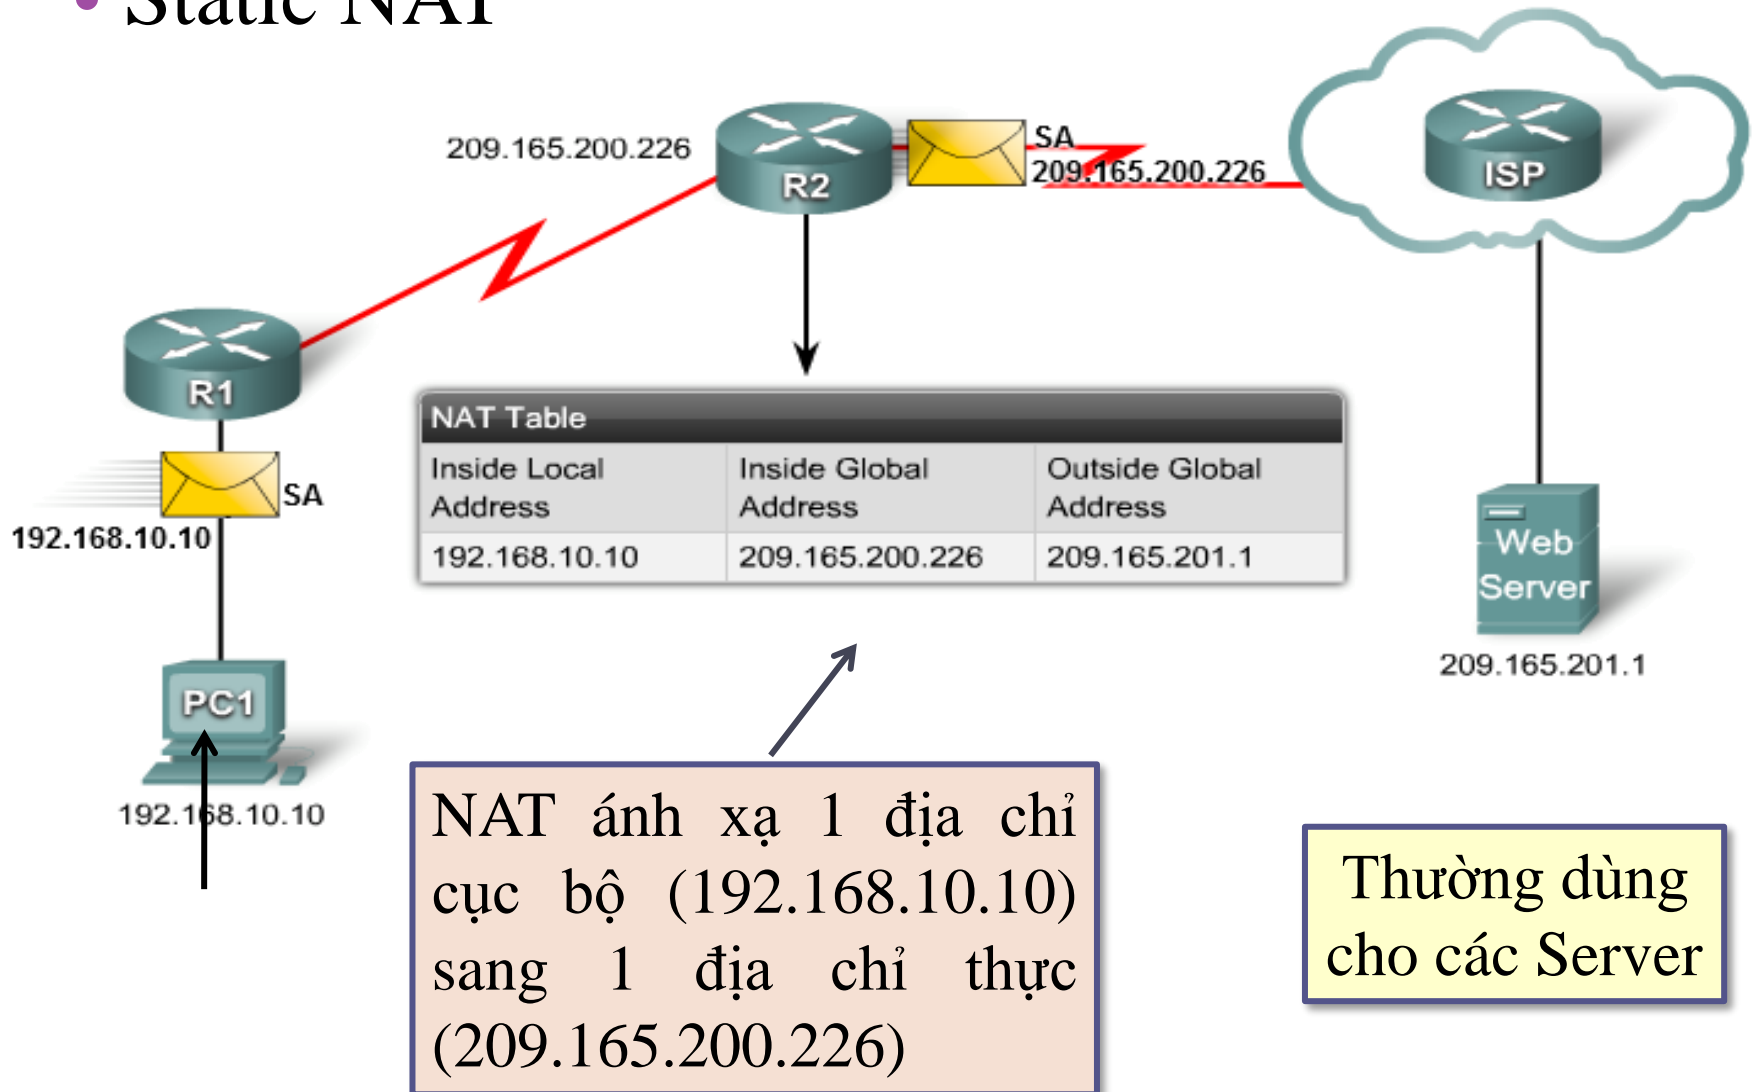 • Static NAT
209.165.200.226
R2
SA
209.165.200.226
ISP
R1
SA
192.168.10.10
NAT Table
Inside Local Address
Inside Global Address
Outside Global Address
192.168.10.10
209.165.200.226
209.165.201.1
Web
Server
209.165.201.1
PC1
192.168.10.10
NAT ánh xạ 1 địa chỉ
cục bộ (192.168.10.10)
sang 1 địa chỉ thực
(209.165.200.226)
Thường dùng
cho các Server